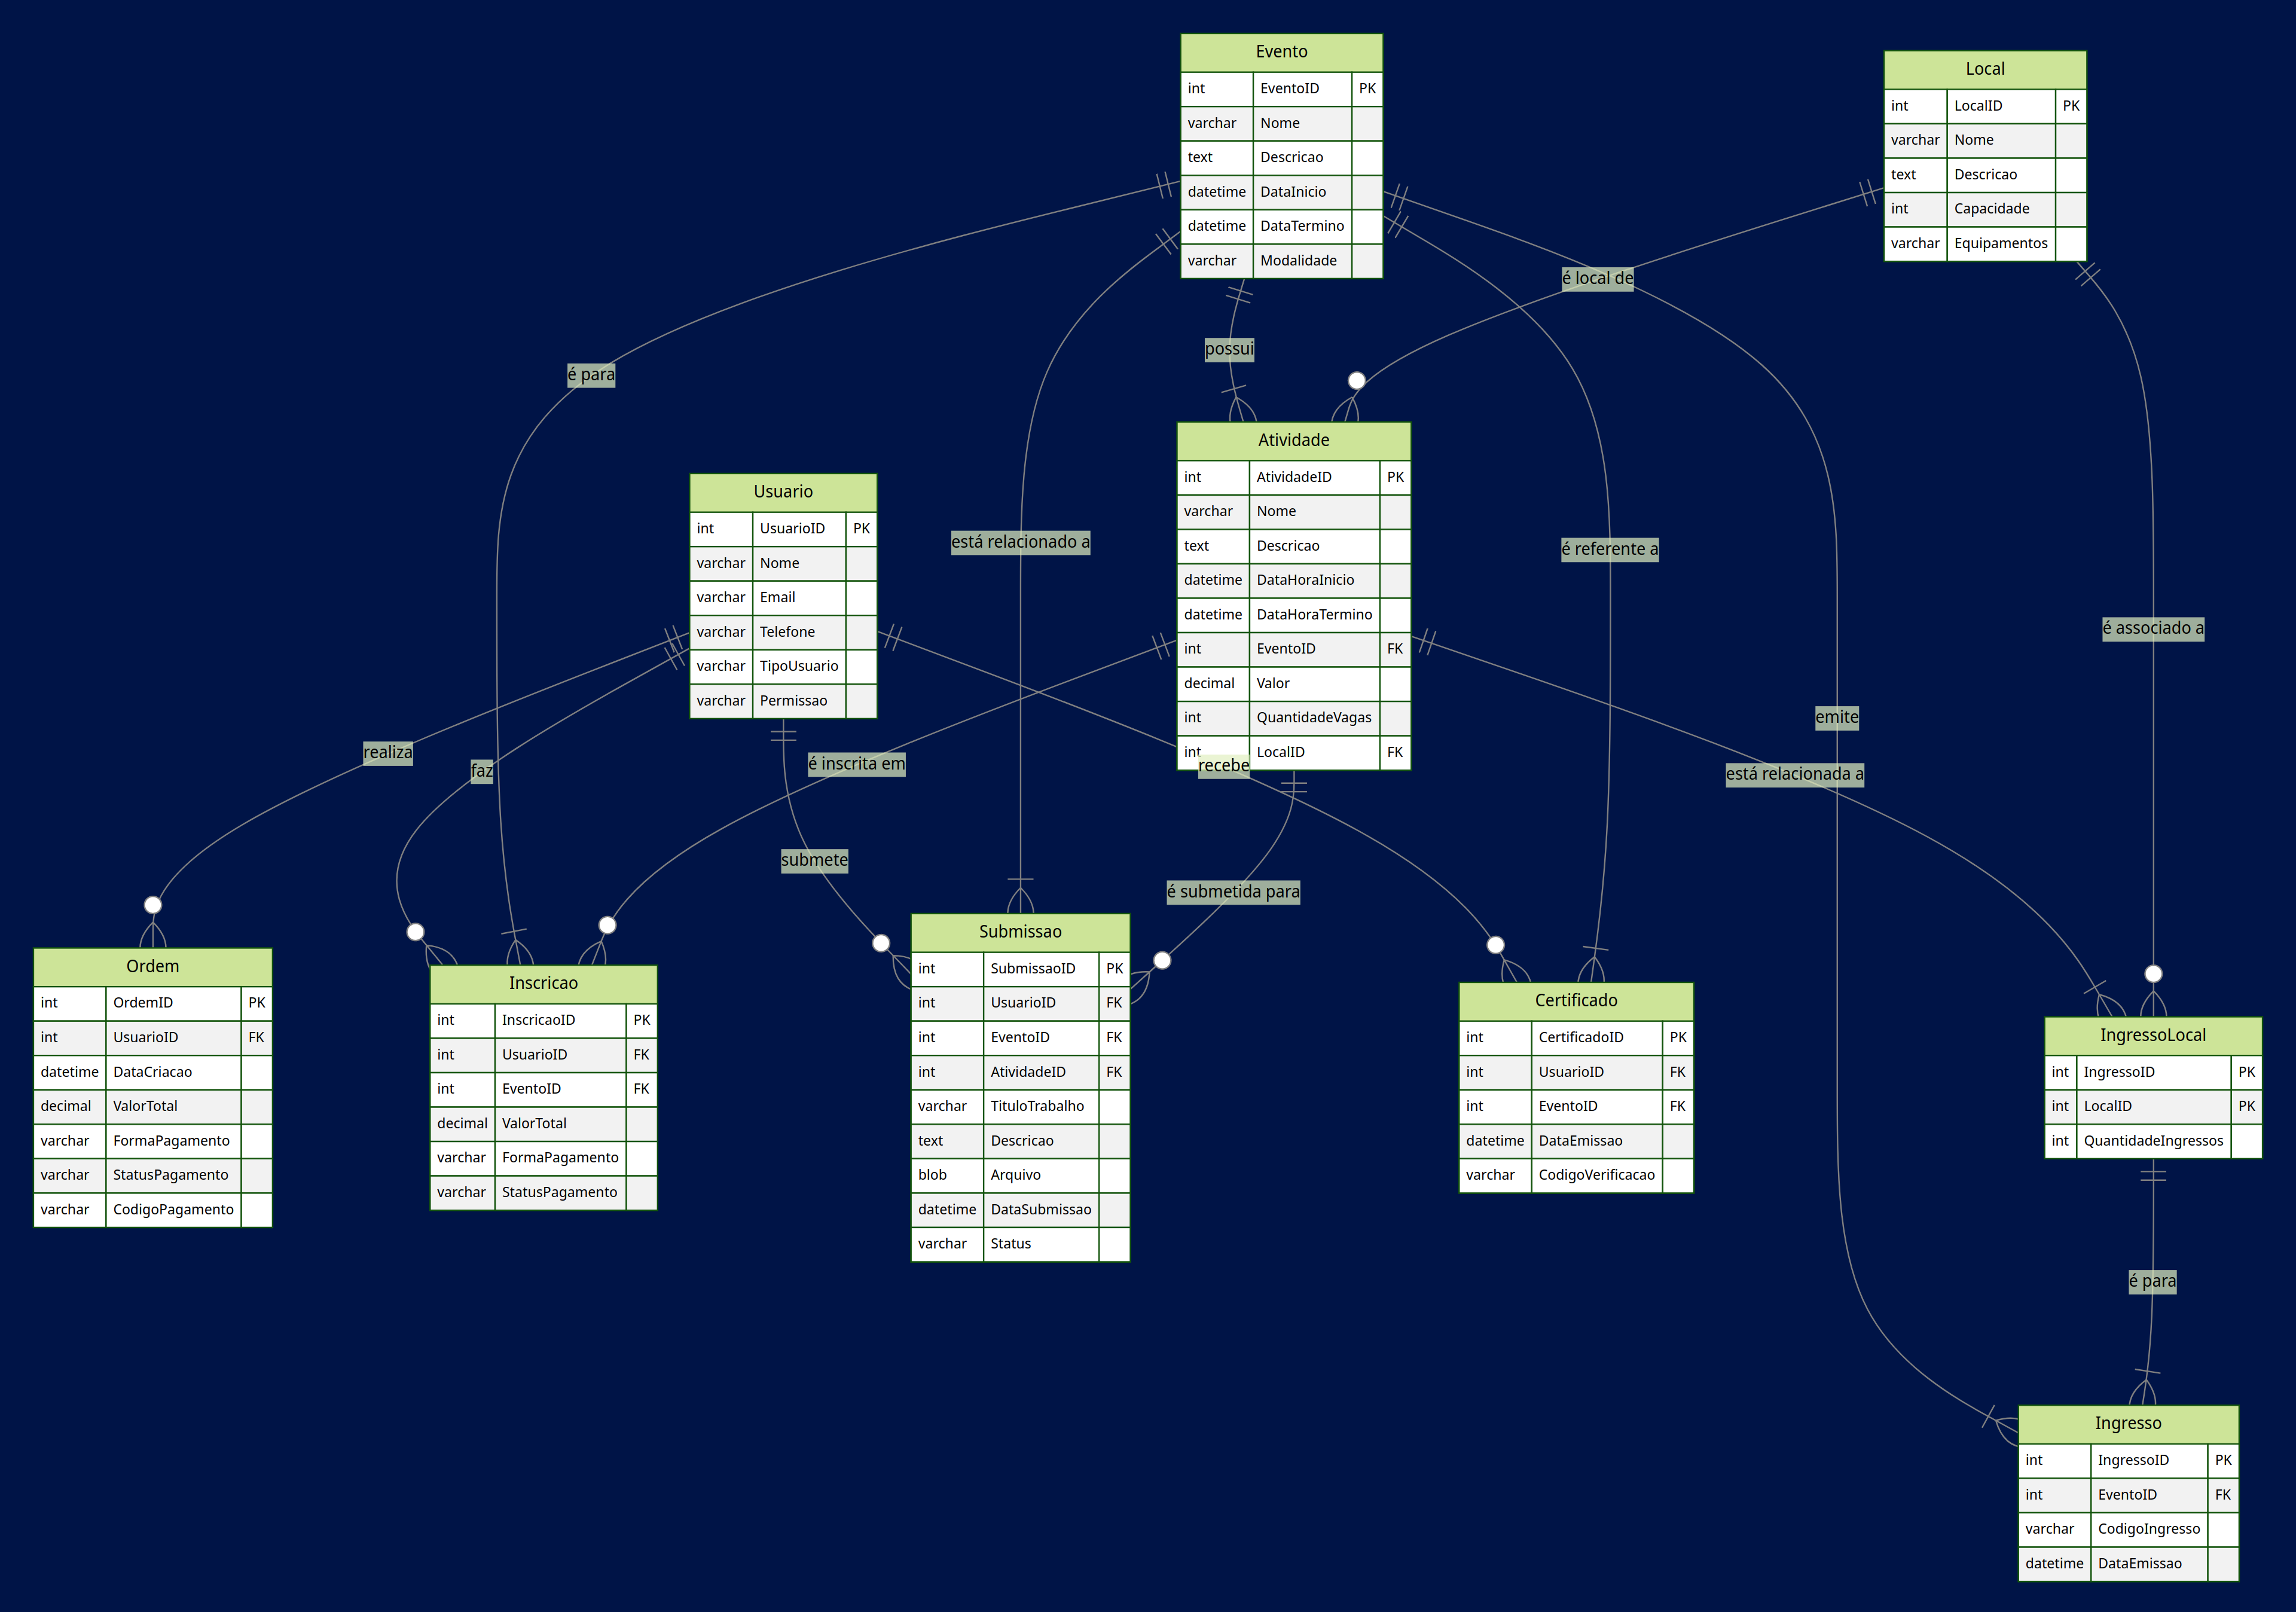 Evento
int EventoID PK
varchar Nome
text Descricao
datetime DataInicio
datetime DataTermino
varchar Modalidade
Local
int LocalID PK
varchar Nome
text Descricao
int Capacidade
varchar Equipamentos
é local de
possui
é para
Atividade
int AtividadeID PK
varchar Nome
text Descricao
datetime DataHoraInicio
datetime DataHoraTermino
int EventoID FK
decimal Valor
int QuantidadeVagas
int LocalID FK
Usuario
int UsuarioID PK
varchar Nome
varchar Email
varchar Telefone
varchar TipoUsuario
varchar Permissao
está relacionado a
é referente a
é associado a
emite
realiza
faz
é inscrita em
recebe
está relacionada a
submete
é submetida para
Ordem
int OrdemID PK
int UsuarioID FK
datetime DataCriacao
decimal ValorTotal
varchar FormaPagamento
varchar StatusPagamento
varchar CodigoPagamento
Inscricao
int InscricaoID PK
int UsuarioID FK
int EventoID FK
decimal ValorTotal
varchar FormaPagamento
varchar StatusPagamento
Submissao
int SubmissaoID PK
int UsuarioID FK
int EventoID FK
int AtividadeID FK
varchar TituloTrabalho
text Descricao
blob Arquivo
datetime DataSubmissao
varchar Status
Certificado
int CertificadoID PK
int UsuarioID FK
int EventoID FK
datetime DataEmissao
varchar CodigoVerificacao
IngressoLocal
int IngressoID PK
int LocalID PK
int QuantidadeIngressos
é para
Ingresso
int IngressoID PK
int EventoID FK
varchar CodigoIngresso
datetime DataEmissao